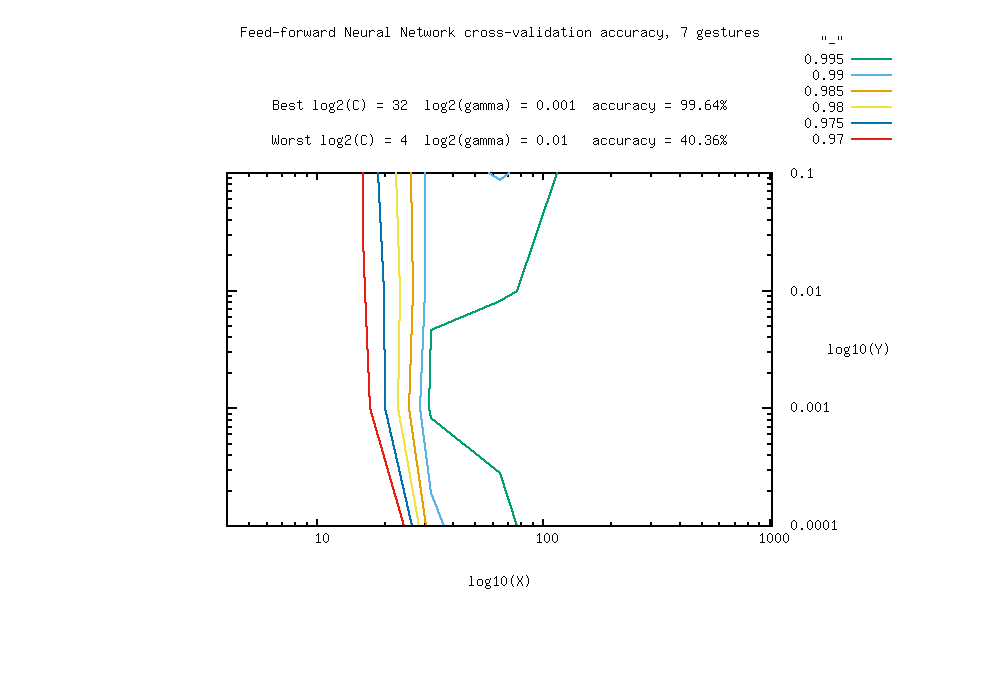 Feed-forward Neural Network cross-validation accuracy, 7 gestures
"_"
0.995
0.99
0.985
0.98
0.975
0.97
Best log2(C) = 32  log2(gamma) = 0.001  accuracy = 99.64%
Worst log2(C) = 4  log2(gamma) = 0.01   accuracy = 40.36%
0.1
0.01
log10(Y)
0.001
0.0001
10
100
1000
log10(X)